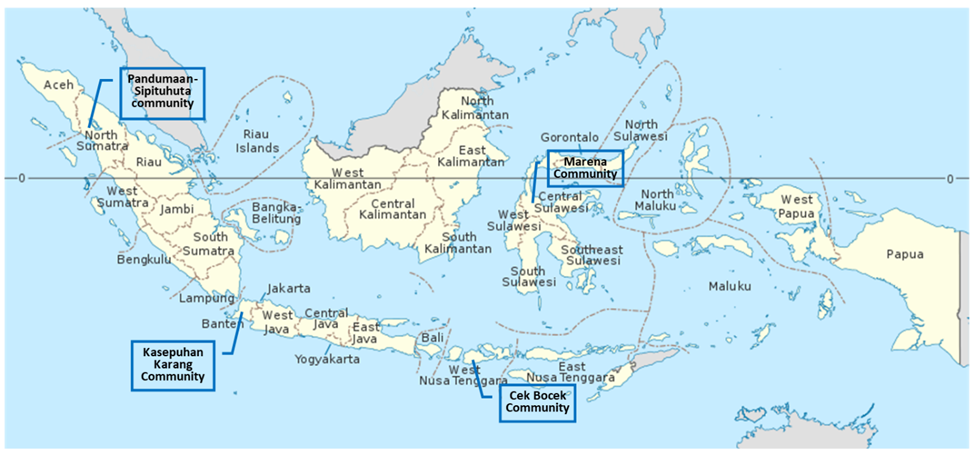 Aceh
Pandumaan-
Sipituhuta
community
North
Sumatra
Riau
Islands
Riau
0
0
West
Sumatra
Jambi
Bangka-
Belitung
South
Sumatra
Bengkulu
Lampung
Jakarta
Banten
West
Java
Central
Java
East
Java
Yogyakarta
Bali
Kasepuhan
Karang
Community
West
Nusa Tenggara
East
Nusa Tenggara
Cek Bocek
Community
North
Kalimantan
East
Kalimantan
West
Kalimantan
Central
Kalimantan
South
Kalimantan
Gorontalo
North
Sulawesi
Marena
Community
Central
Sulawesi
West
Sulawesi
Southeast
Sulawesi
South
Sulawesi
North
Maluku
Maluku
West
Papua
Papua